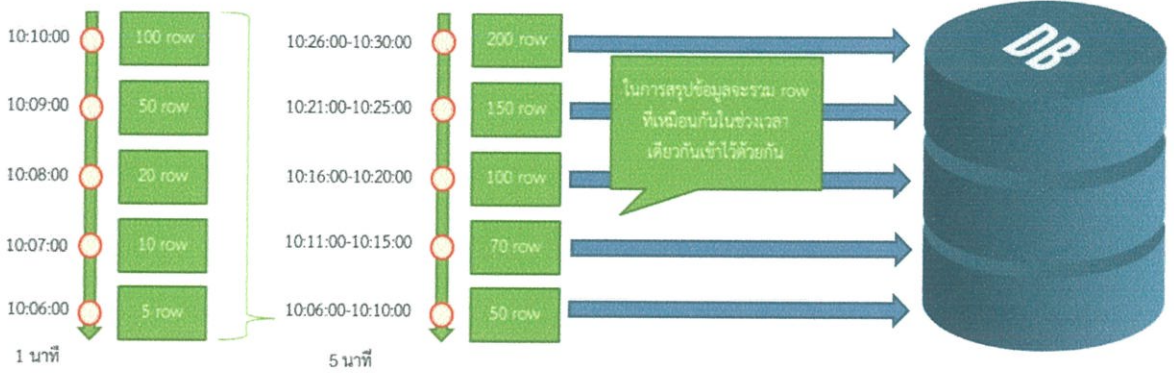 10:10:00 100 row
10:09:00 50 row
10:08:00 20 row
10:07:00 10 row
10:06:00 5 row
1 นาที
10:26:00-10:30:00 200 row
10:21:00-10:25:00 150 row
10:16:00-10:20:00 100 row
10:11:00-10:15:00 70 row
10:06:00-10:10:00 50 row
5 นาที
ในการสรุปข้อมูลจะรวม row
ที่เหมือนกันในช่วงเวลา
เดียวกันเข้าไว้ด้วยกัน
DB